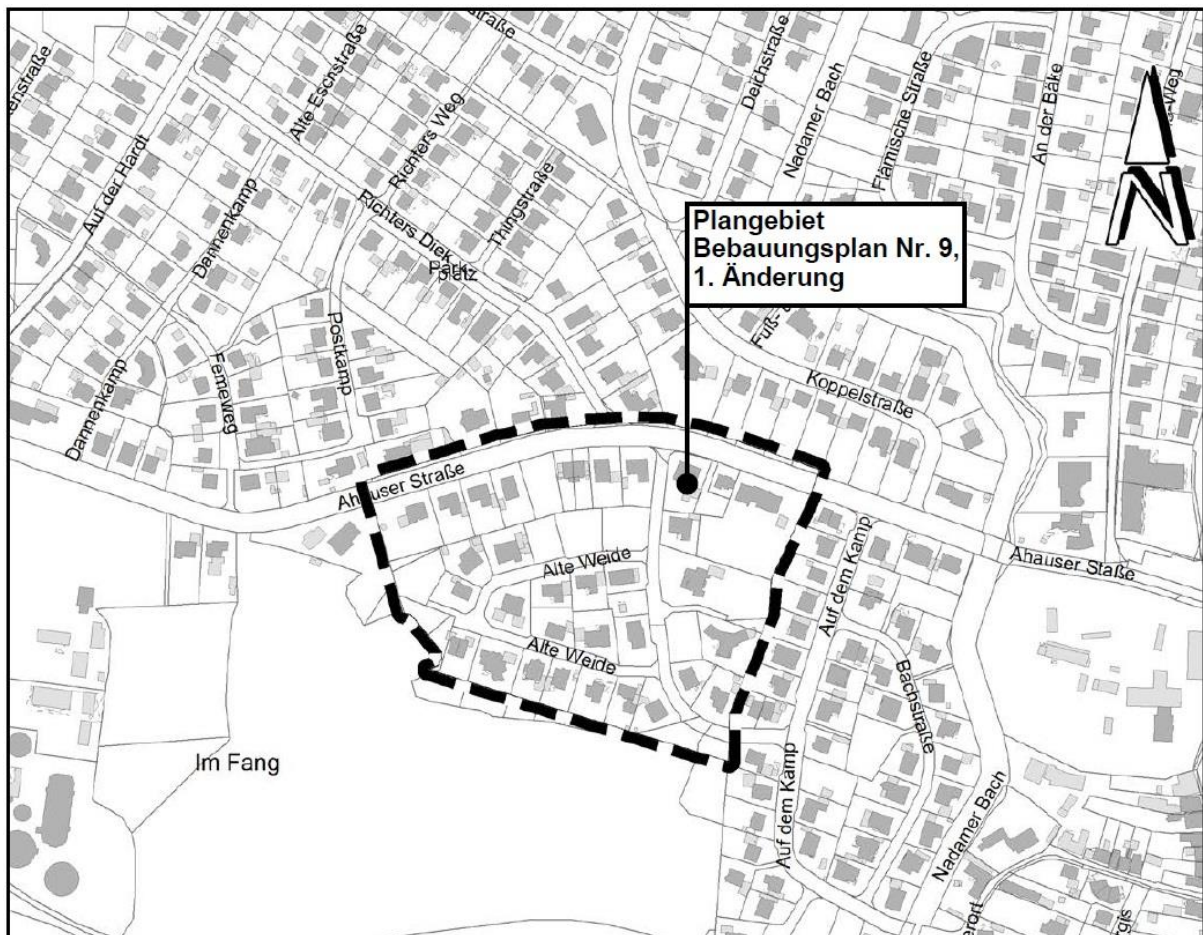 Alte Eschstraße
Richters Weg
Auf der Hardt
Dannenkamp
Richters Diek
Thingstraße
Parkplatz
Deichstraße
Nadamer Bach
Flämische Straße
An der Bäke
N
Plangebiet
Bebauungsplan Nr. 9,
1. Änderung
Postkamp
Femeweg
Dannenkamp
Koppelstraße
Ahauser Straße
Ahauser Staße
Alte Weide
Alte Weide
Auf dem Kamp
Bachstraße
Im Fang
Auf dem Kamp
Nadamer Bach